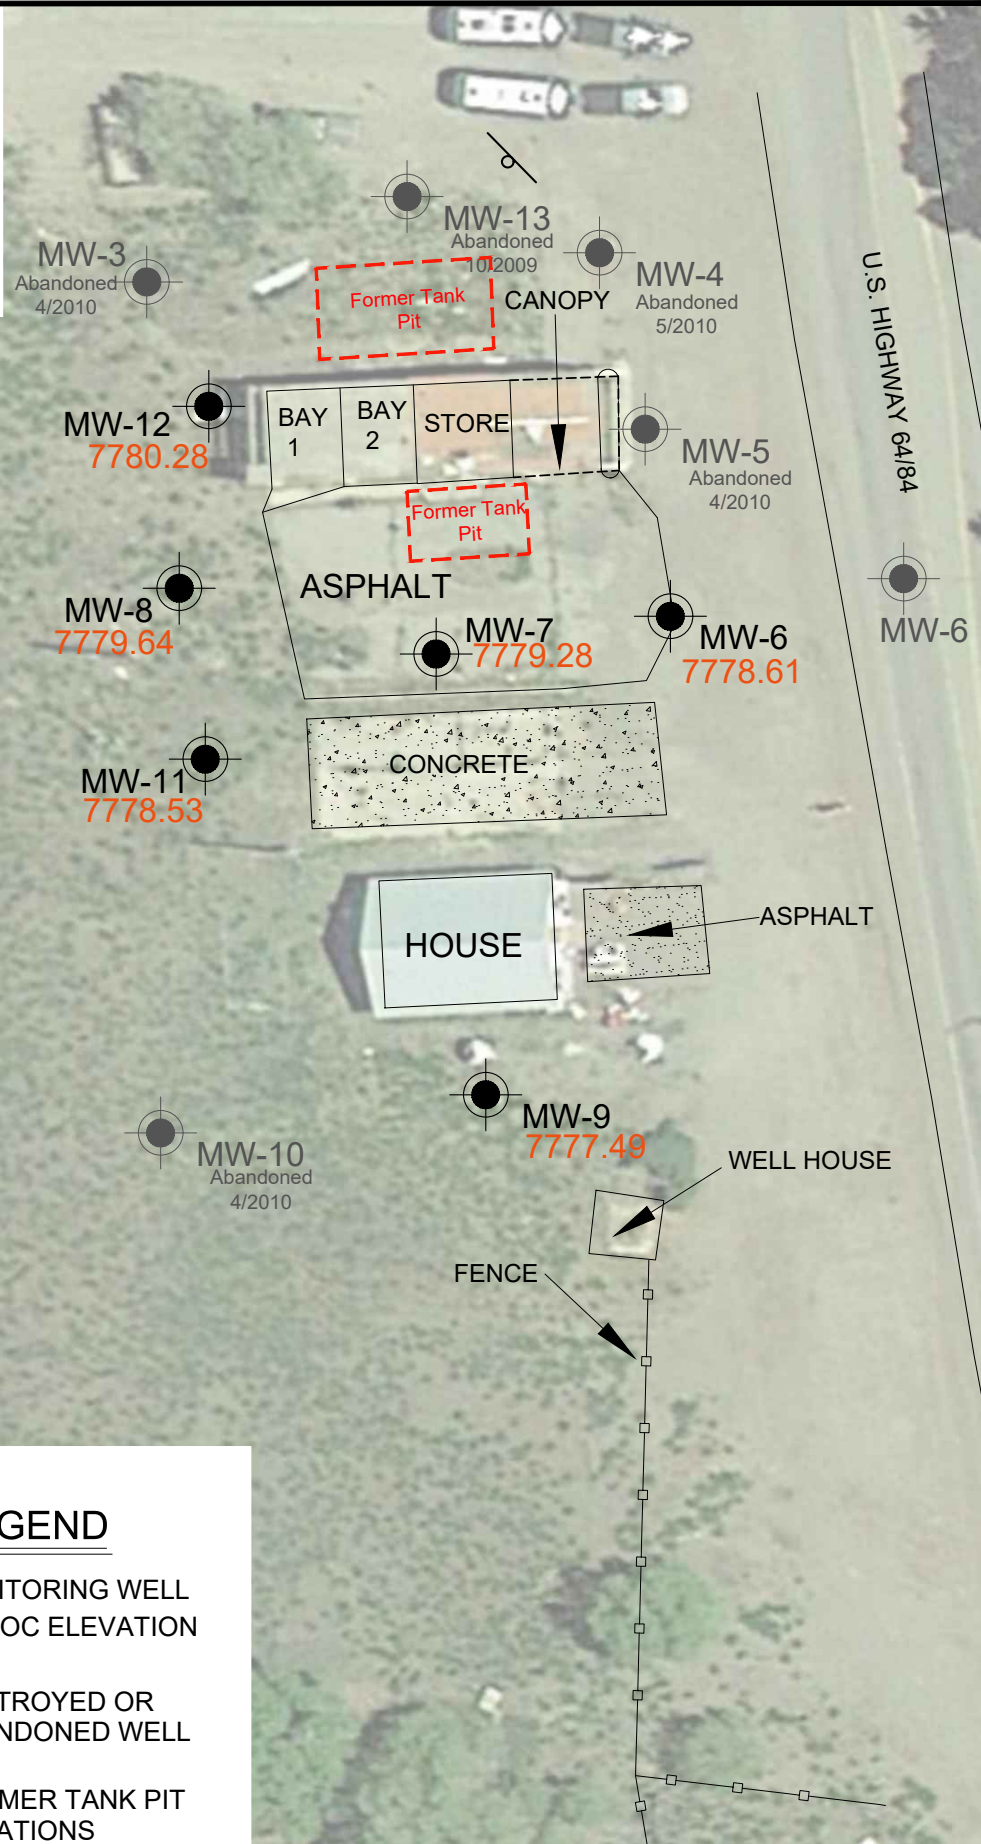 MW-13
Abandoned
10/2009
MW-3
Abandoned
4/2010
MW-4
Abandoned
5/2010
Former Tank
Pit
CANOPY
U.S. HIGHWAY 64/84
MW-12
7780.28
BAY
1
BAY
2
STORE
MW-5
Abandoned
4/2010
Former Tank
Pit
ASPHALT
MW-8
7779.64
MW-7
7779.28
MW-6
7778.61
MW-6
MW-11
7778.53
CONCRETE
HOUSE
ASPHALT
MW-9
7777.49
MW-10
Abandoned
4/2010
WELL HOUSE
FENCE
GEND
ITORING WELL
OC ELEVATION
TROYED OR
NDONED WELL
MER TANK PIT
ATIONS